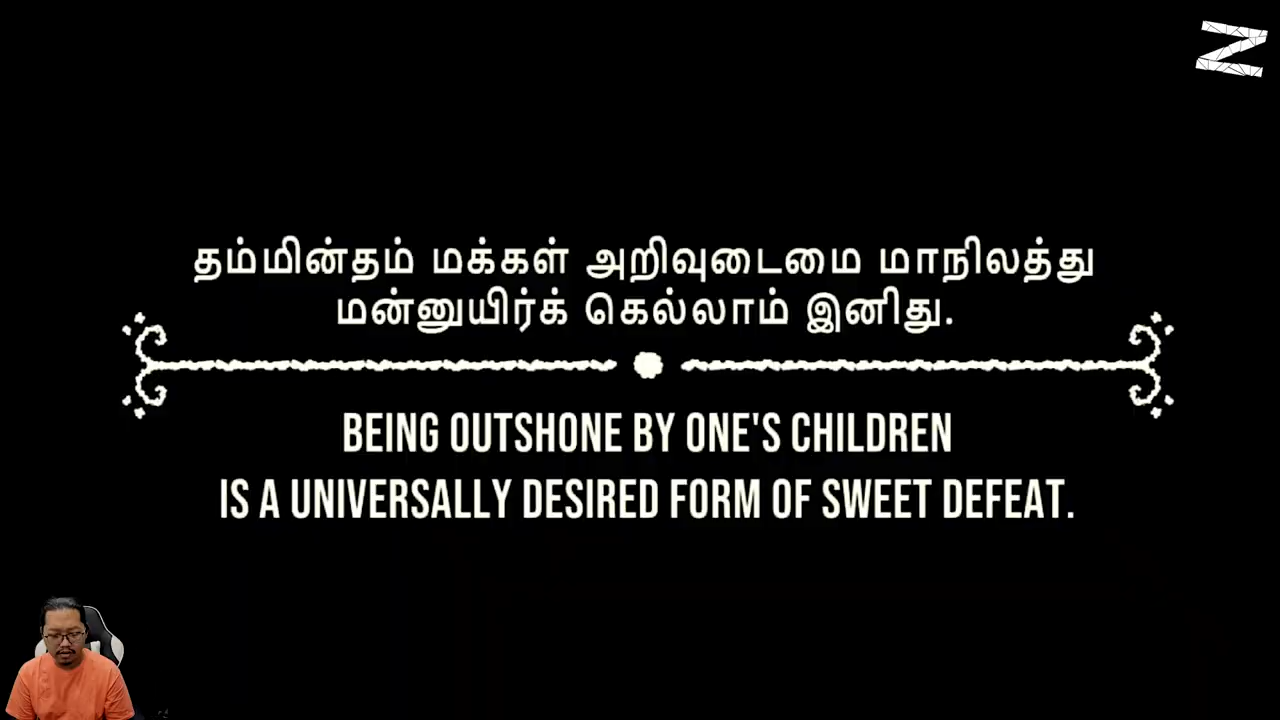 Z
தம்மின்தம் மக்கள் அறிவுடைமை மாநிலத்து
மன்னுயிர்க் கெல்லாம் இனிது.
BEING OUTSHONE BY ONE'S CHILDREN
IS A UNIVERSALLY DESIRED FORM OF SWEET DEFEAT.